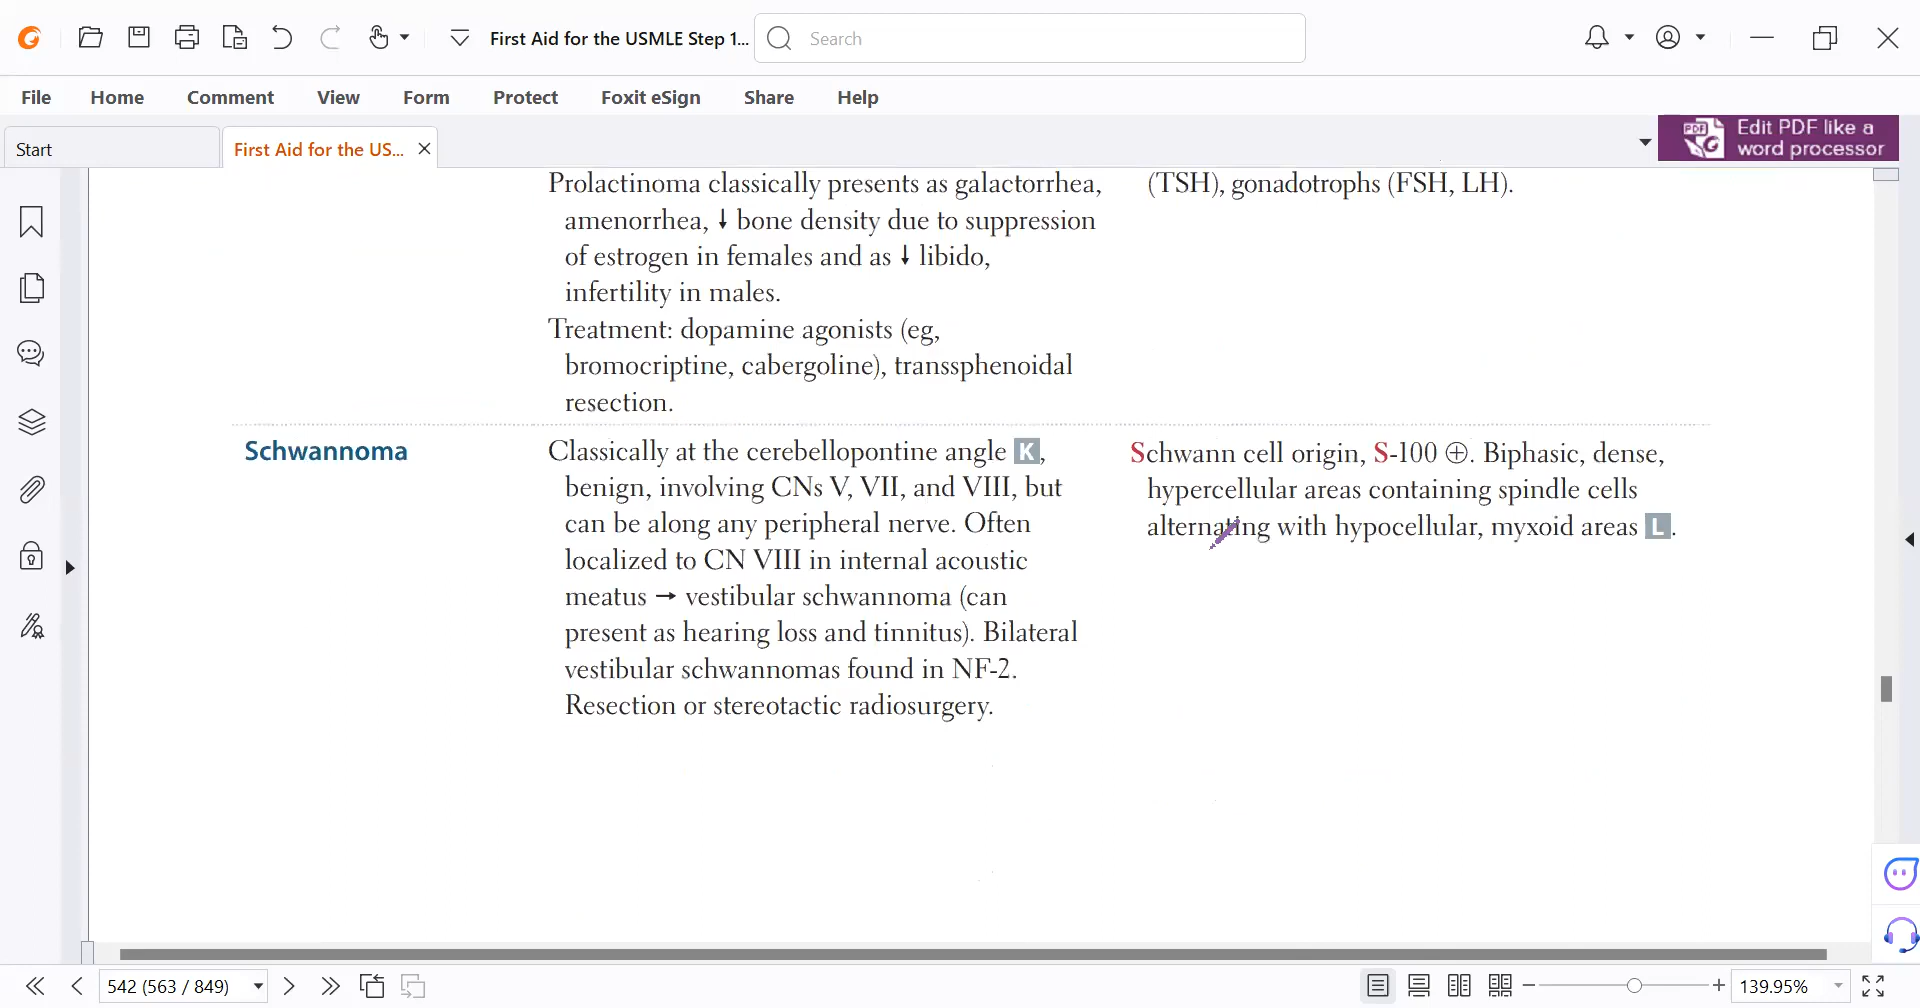 First Aid for the USMLE Step 1...
Search
File
Home
Comment
View
Form
Protect
Foxit eSign
Share
Help
Start
First Aid for the US...
PDF
Edit PDF like a
word processor
Prolactinoma classically presents as galactorrhea,
amenorrhea, ↓ bone density due to suppression
of estrogen in females and as ↓ libido,
infertility in males.
Treatment: dopamine agonists (eg,
bromocriptine, cabergoline), transsphenoidal
resection.
(TSH), gonadotrophs (FSH, LH).
Schwannoma
Classically at the cerebellopontine angle K,
benign, involving CNs V, VII, and VIII, but
can be along any peripheral nerve. Often
localized to CN VIII in internal acoustic
meatus → vestibular schwannoma (can
present as hearing loss and tinnitus). Bilateral
vestibular schwannomas found in NF-2.
Resection or stereotactic radiosurgery.
Schwann cell origin, S-100 ⊕. Biphasic, dense,
hypercellular areas containing spindle cells
alternating with hypocellular, myxoid areas L.
542 (563 / 849)
139.95%